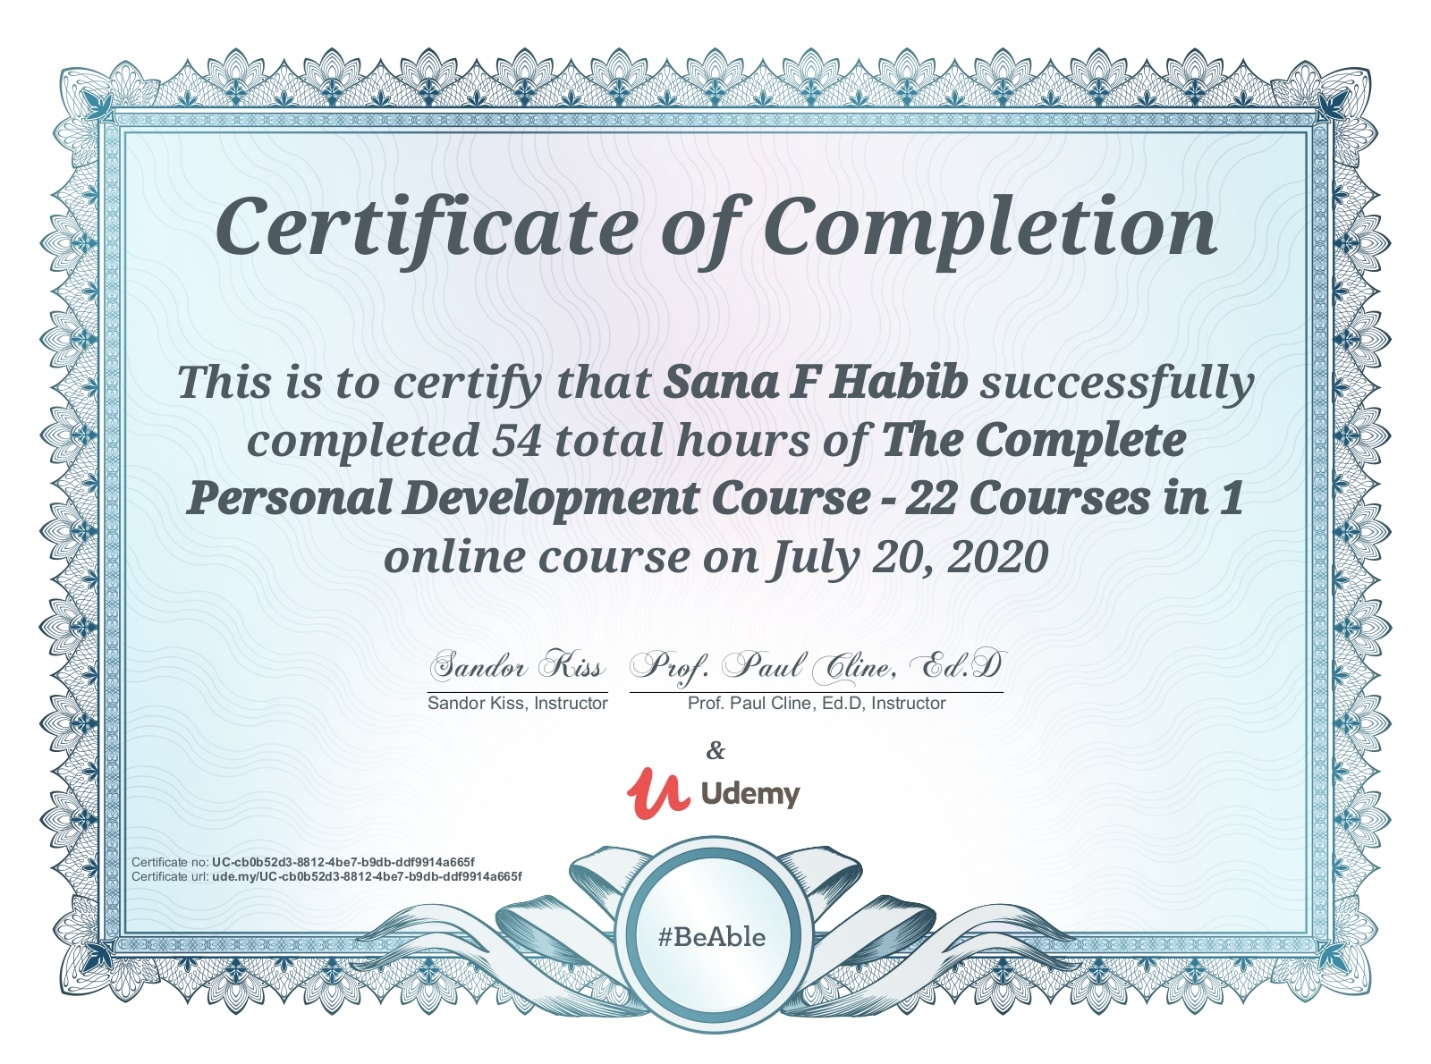 Certificate of Completion
This is to certify that Sana F Habib successfully
completed 54 total hours of The Complete
Personal Development Course - 22 Courses in 1
online course on July 20, 2020
Sandor Kiss Prof. Paul Cline, Ed.D
Sandor Kiss, Instructor Prof. Paul Cline, Ed.D, Instructor
&
Udemy
Certificate no: UC-cb0b52d3-8812-4be7-b9db-ddf9914a665f
Certificate url: ude.my/UC-cb0b52d3-8812-4be7-b9db-ddf9914a665f
#BeAble